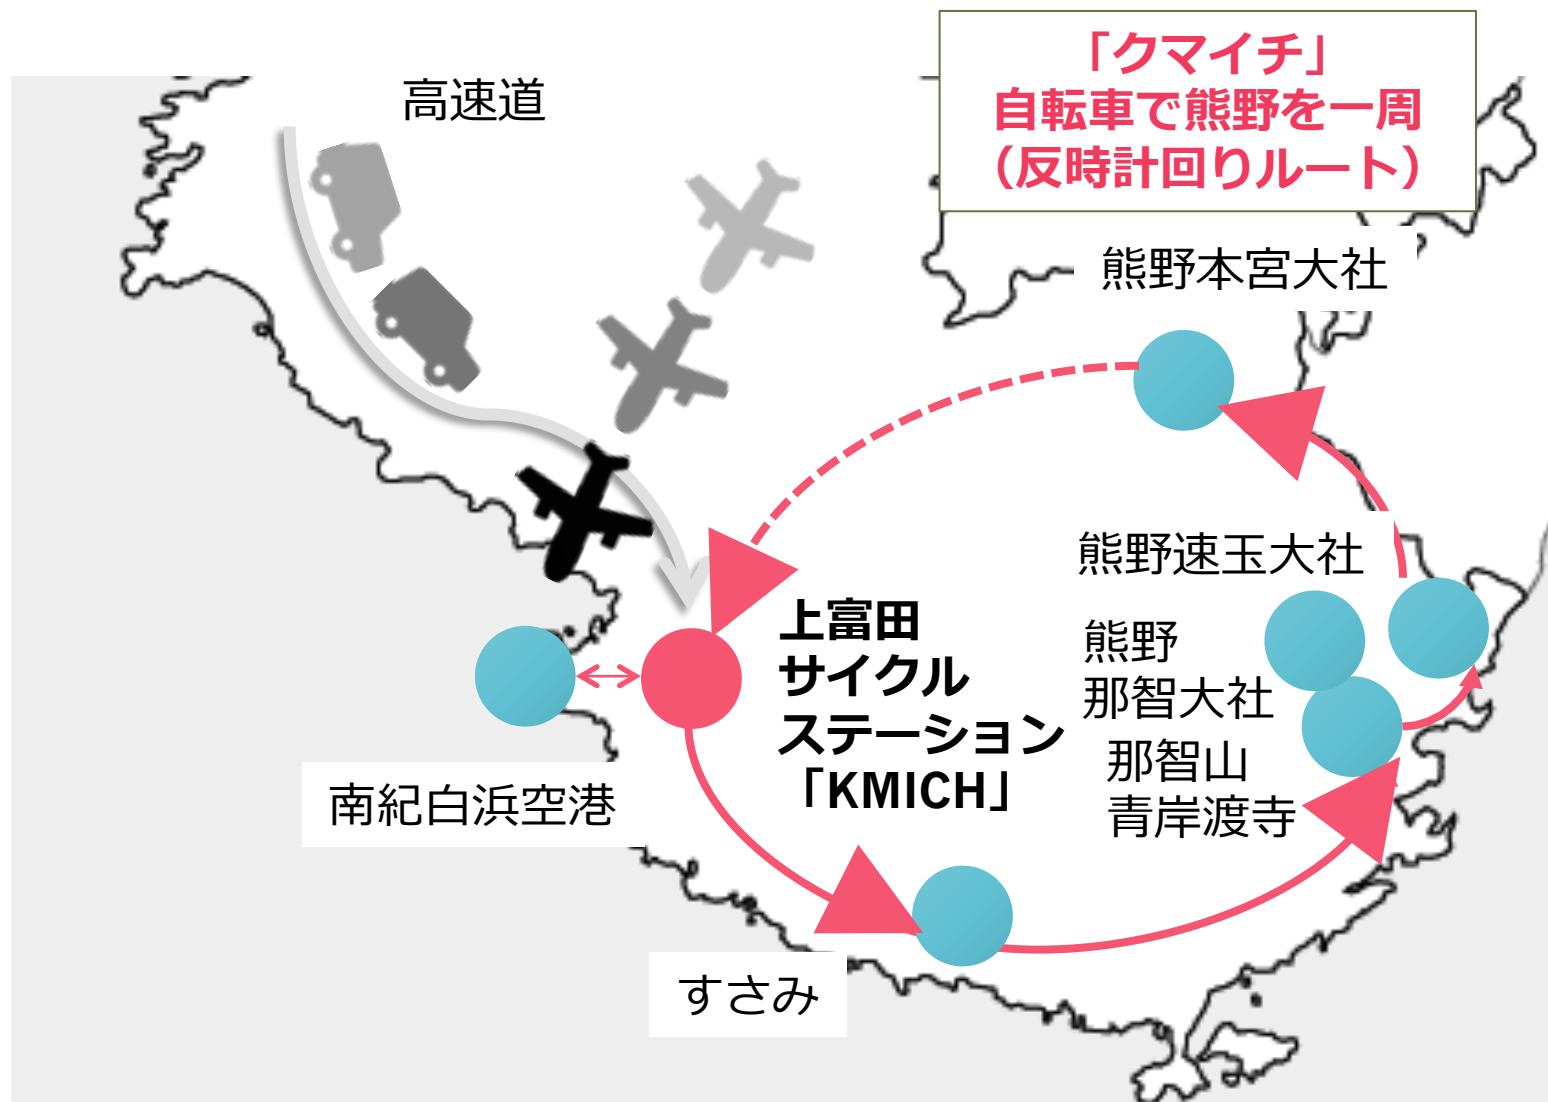 「クマイチ」
自転車で熊野を一周
（反時計回りルート）
高速道
熊野本宮大社
熊野速玉大社
熊野
那智大社
那智山
青岸渡寺
上富田
サイクル
ステーション
「KMICH」
南紀白浜空港
すさみ